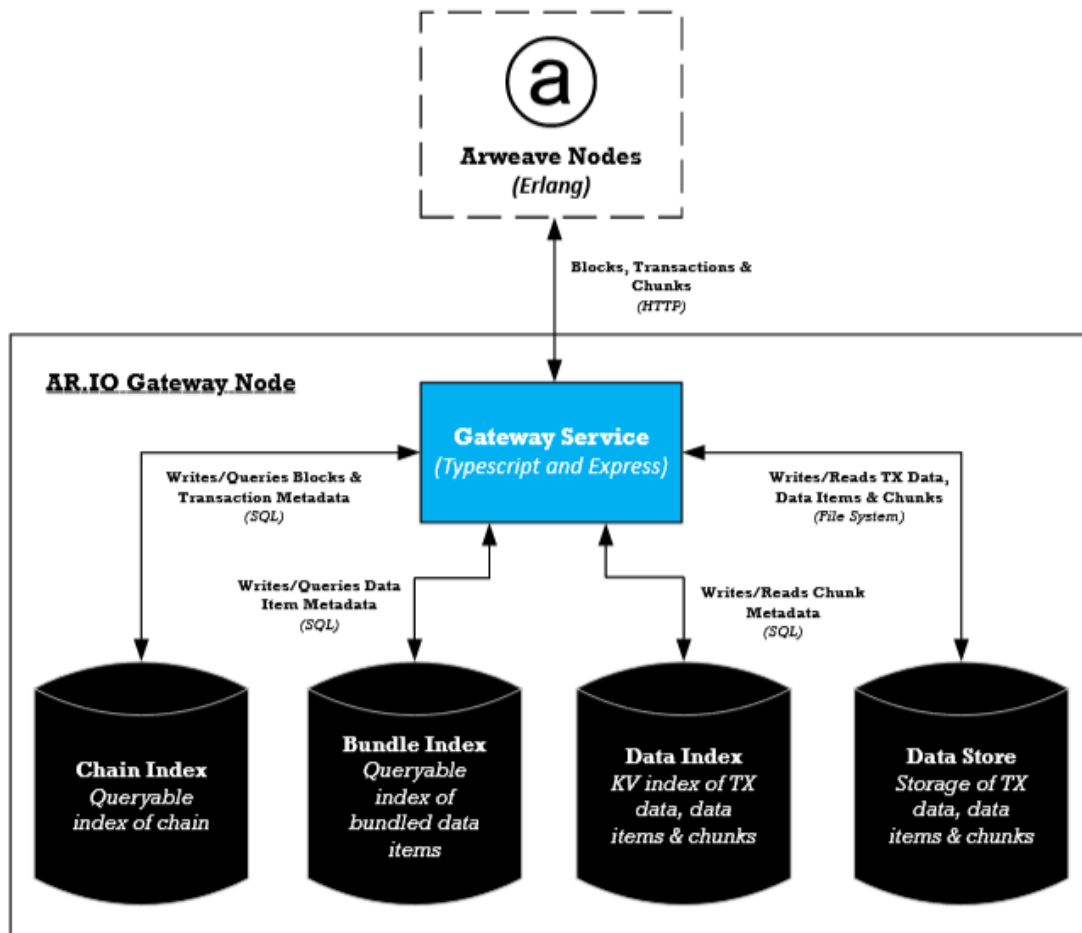 a
Arweave Nodes
(Erlang)
Blocks, Transactions &
Chunks
(HTTP)
AR.IO Gateway Node
Gateway Service
(Typescript and Express)
Writes/Queries Blocks &
Transaction Metadata
(SQL)
Writes/Reads TX Data,
Data Items & Chunks
(File System)
Writes/Queries Data
Item Metadata
(SQL)
Writes/Reads Chunk
Metadata
(SQL)
Chain Index
Queryable
index of chain
Bundle Index
Queryable
index of
bundled data
items
Data Index
KV index of TX
data, data
items & chunks
Data Store
Storage of TX
data, data
items & chunks